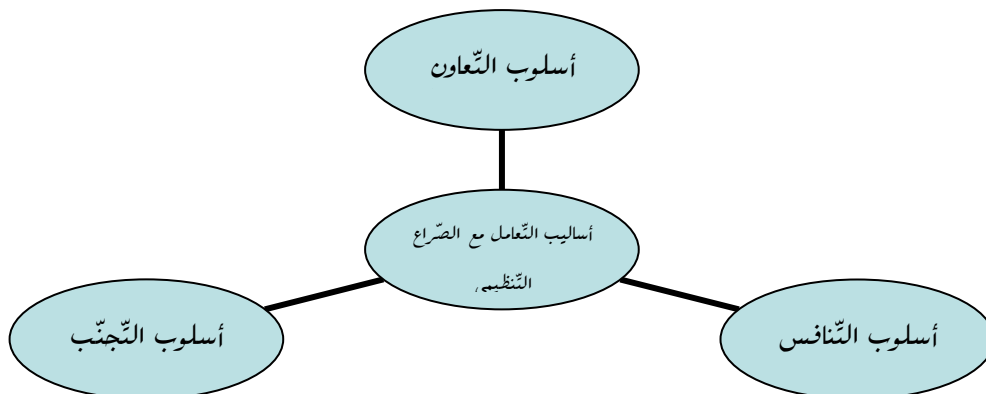 أسلوب التّعاون
أساليب التّعامل مع الصّراع
التّنظيمي
أسلوب التّنافس
أسلوب التّجنّب